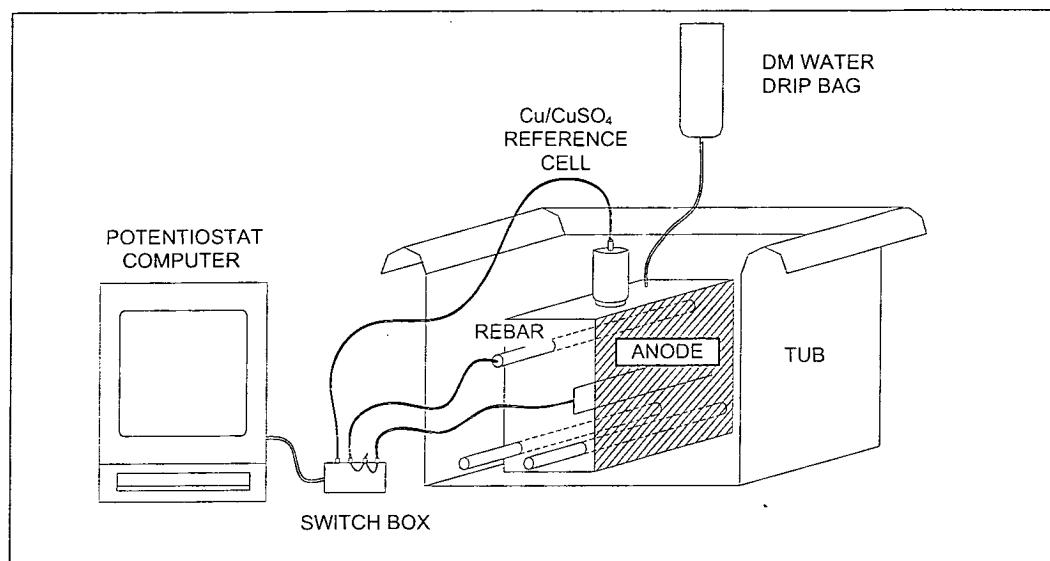 DM WATER
DRIP BAG
Cu/CuSO₄
REFERENCE
CELL
POTENTIOSTAT
COMPUTER
REBAR
ANODE
TUB
SWITCH BOX